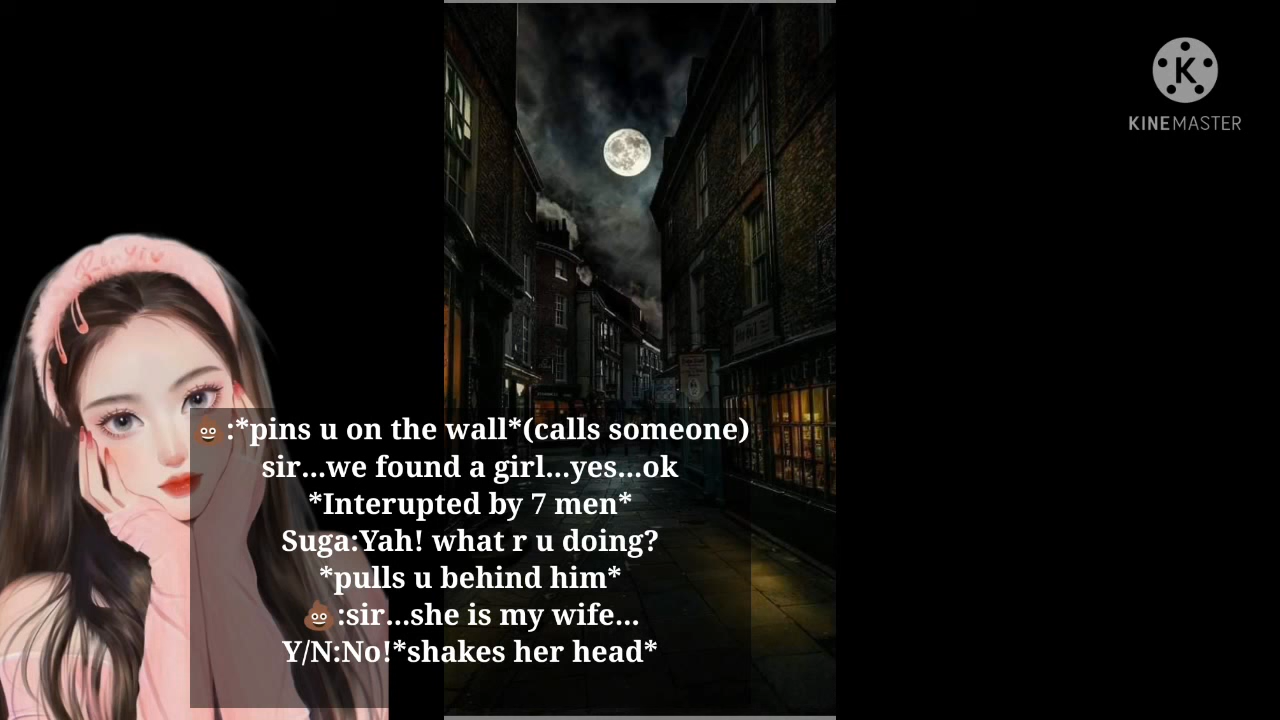 KINEMASTER
💩:*pins u on the wall*(calls someone)
sir...we found a girl...yes...ok
*Interupted by 7 men*
Suga:Yah! what r u doing?
*pulls u behind him*
💩:sir...she is my wife...
Y/N:No!*shakes her head*